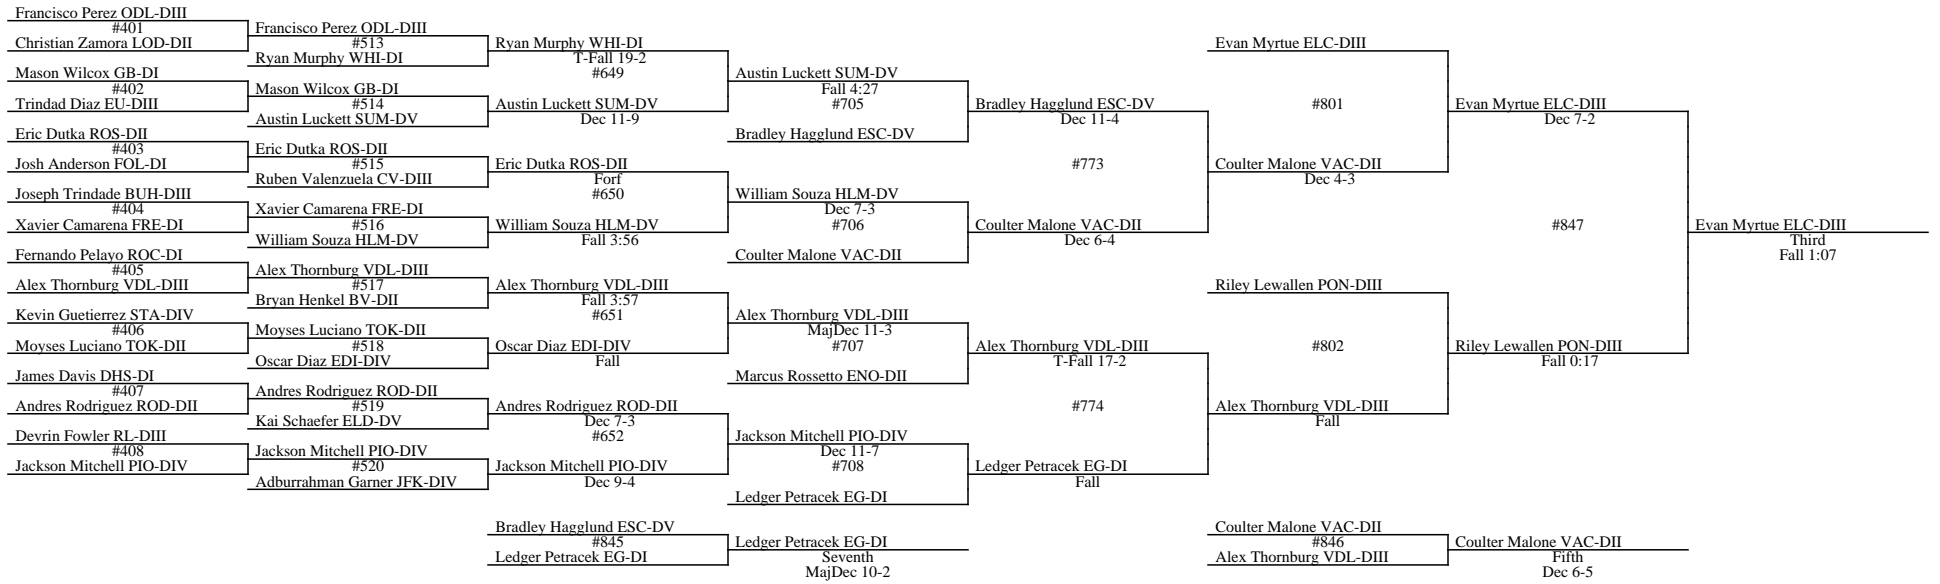 Francisco Perez ODL-DIII
#401
Christian Zamora LOD-DII
Mason Wilcox GB-DI
#402
Trindad Diaz EU-DIII
Eric Dutka ROS-DII
#403
Josh Anderson FOL-DI
Joseph Trindade BUH-DIII
#404
Xavier Camarena FRE-DI
Fernando Pelayo ROC-DI
#405
Alex Thornburg VDL-DIII
Kevin Guetierrez STA-DIV
#406
Moyses Luciano TOK-DII
James Davis DHS-DI
#407
Andres Rodriguez ROD-DII
Devrin Fowler RL-DIII
#408
Jackson Mitchell PIO-DIV
Francisco Perez ODL-DIII
#513
Ryan Murphy WHI-DI
Mason Wilcox GB-DI
#514
Austin Luckett SUM-DV
Eric Dutka ROS-DII
#515
Ruben Valenzuela CV-DIII
Xavier Camarena FRE-DI
#516
William Souza HLM-DV
Alex Thornburg VDL-DIII
#517
Bryan Henkel BV-DII
Moyses Luciano TOK-DII
#518
Oscar Diaz EDI-DIV
Andres Rodriguez ROD-DII
#519
Kai Schaefer ELD-DV
Jackson Mitchell PIO-DIV
#520
Adburrahman Garner JFK-DIV
Ryan Murphy WHI-DI
T-Fall 19-2
#649
Austin Luckett SUM-DV
Dec 11-9
Eric Dutka ROS-DII
Forf
#650
William Souza HLM-DV
Fall 3:56
Alex Thornburg VDL-DIII
Fall 3:57
#651
Oscar Diaz EDI-DIV
Fall
Andres Rodriguez ROD-DII
Dec 7-3
#652
Jackson Mitchell PIO-DIV
Dec 9-4
Austin Luckett SUM-DV
Fall 4:27
#705
Bradley Hagglund ESC-DV
William Souza HLM-DV
Dec 7-3
#706
Coulter Malone VAC-DII
Alex Thornburg VDL-DIII
MajDec 11-3
#707
Marcus Rossetto ENO-DII
Jackson Mitchell PIO-DIV
Dec 11-7
#708
Ledger Petracek EG-DI
Bradley Hagglund ESC-DV
Dec 11-4
#773
Coulter Malone VAC-DII
Dec 6-4
Alex Thornburg VDL-DIII
T-Fall 17-2
#774
Ledger Petracek EG-DI
Fall
Evan Myrtue ELC-DIII
#801
Coulter Malone VAC-DII
Dec 4-3
Riley Lewallen PON-DIII
#802
Alex Thornburg VDL-DIII
Fall
Evan Myrtue ELC-DIII
Dec 7-2
#847
Riley Lewallen PON-DIII
Fall 0:17
Evan Myrtue ELC-DIII
Third
Fall 1:07
Bradley Hagglund ESC-DV
#845
Ledger Petracek EG-DI
Ledger Petracek EG-DI
Seventh
MajDec 10-2
Coulter Malone VAC-DII
#846
Alex Thornburg VDL-DIII
Coulter Malone VAC-DII
Fifth
Dec 6-5